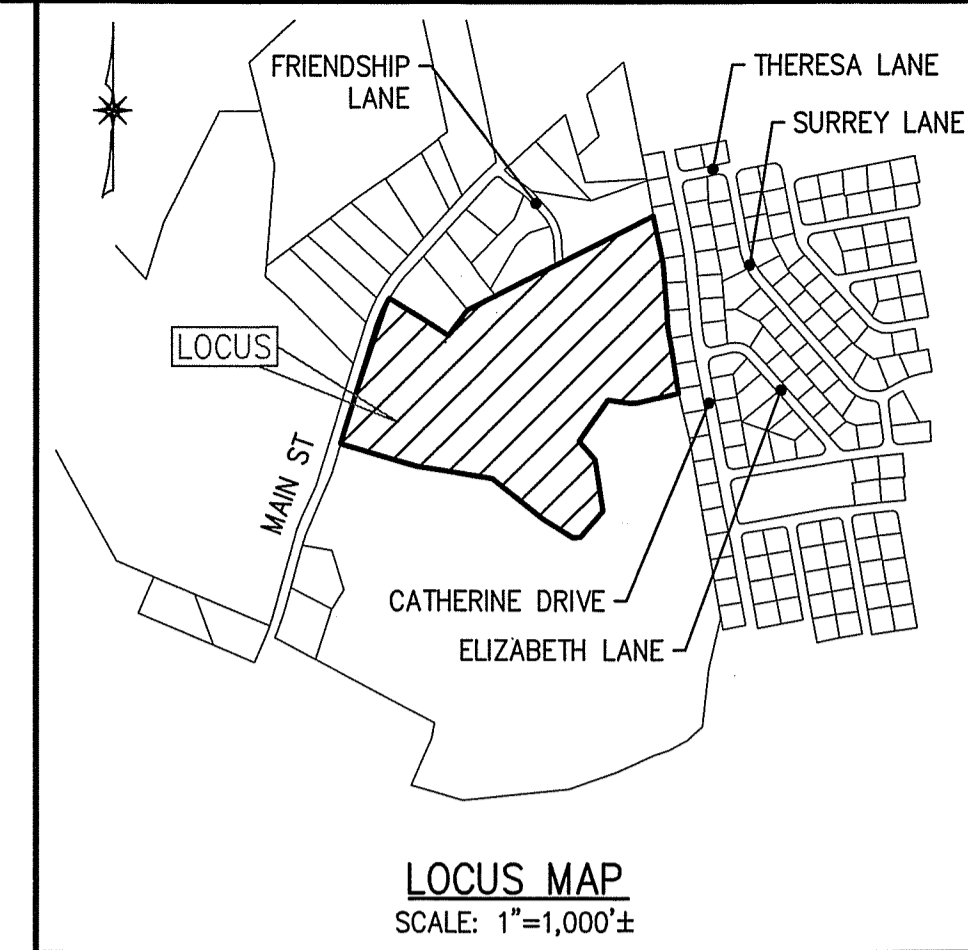 FRIENDSHIP
LANE
THERESA LANE
SURREY LANE
LOCUS
MAIN ST
CATHERINE DRIVE
ELIZABETH LANE
LOCUS MAP
SCALE: 1"=1,000'±